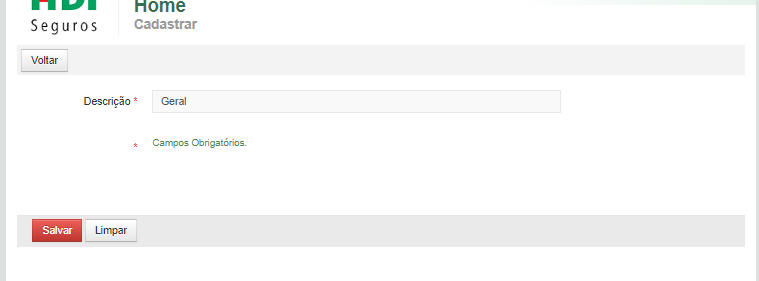 HDI
Seguros
Home
Cadastrar
Voltar
Descrição * Geral
* Campos Obrigatórios.
Salvar Limpar